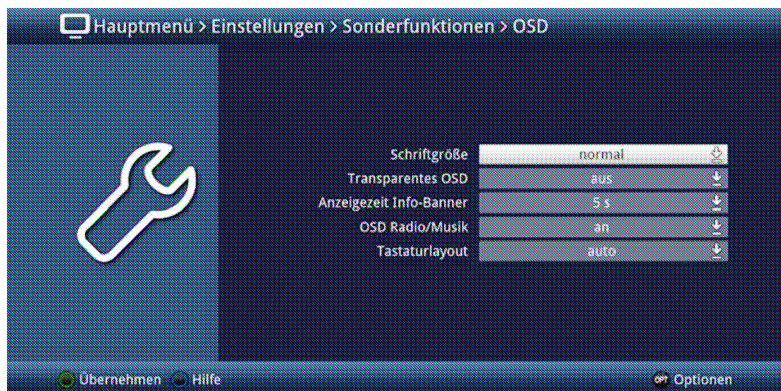 Hauptmenü > Einstellungen > Sonderfunktionen > OSD
Schriftgröße normal
Transparentes OSD aus
Anzeigezeit Info-Banner 5 s
OSD Radio/Musik an
Tastaturlayout auto
Übernehmen Hilfe OPT Optionen